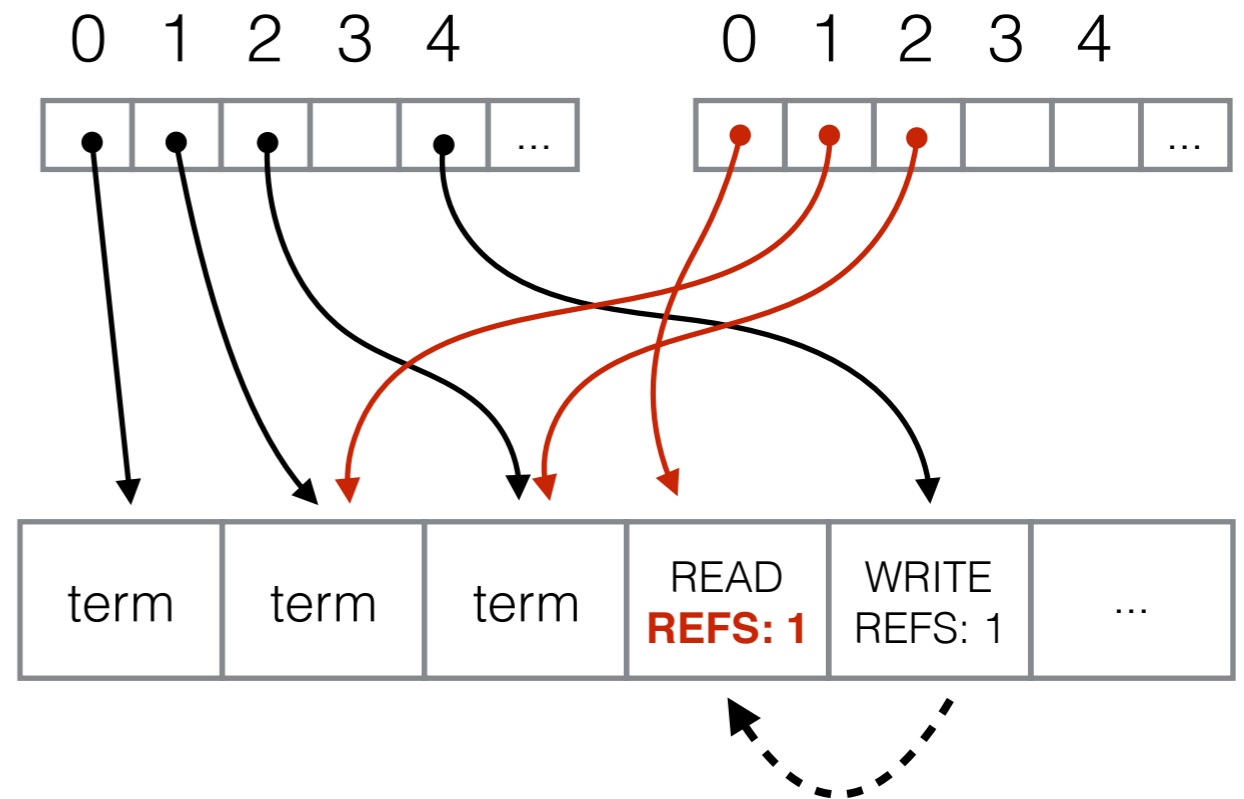 0 1 2 3 4
0 1 2 3 4
...
...
term
term
term
READ
REFS: 1
WRITE
REFS: 1
...